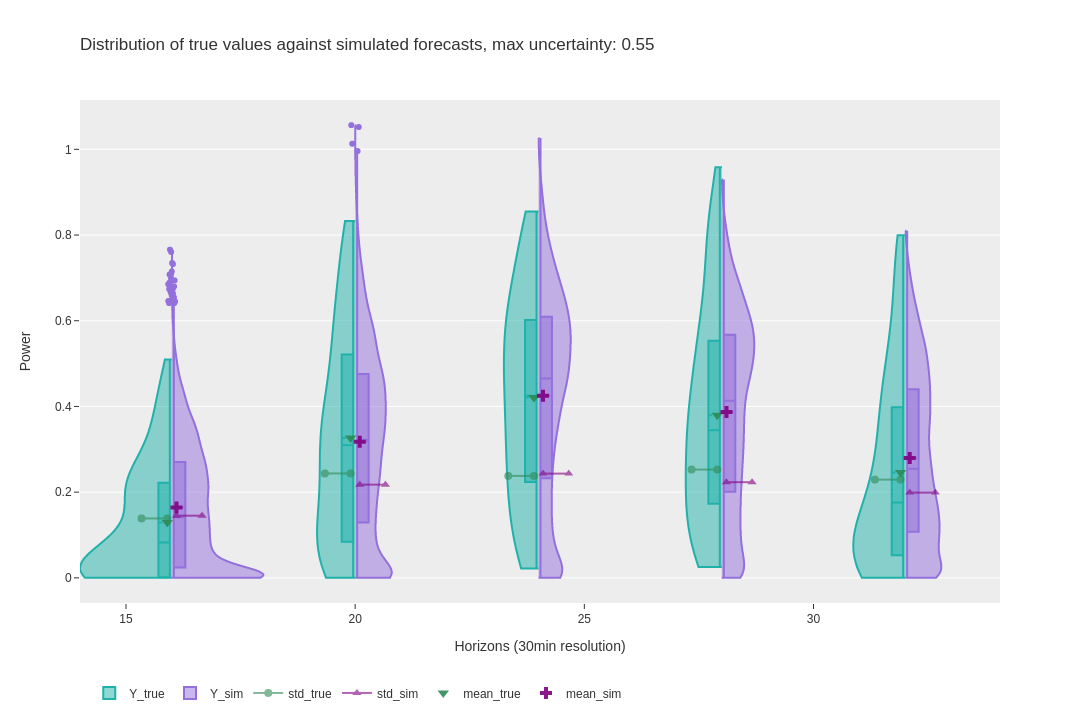 Distribution of true values against simulated forecasts, max uncertainty: 0.55
1
0.8
0.6
0.4
0.2
0
Power
15
20
25
30
Horizons (30min resolution)
Y_true
Y_sim
std_true
std_sim
mean_true
mean_sim